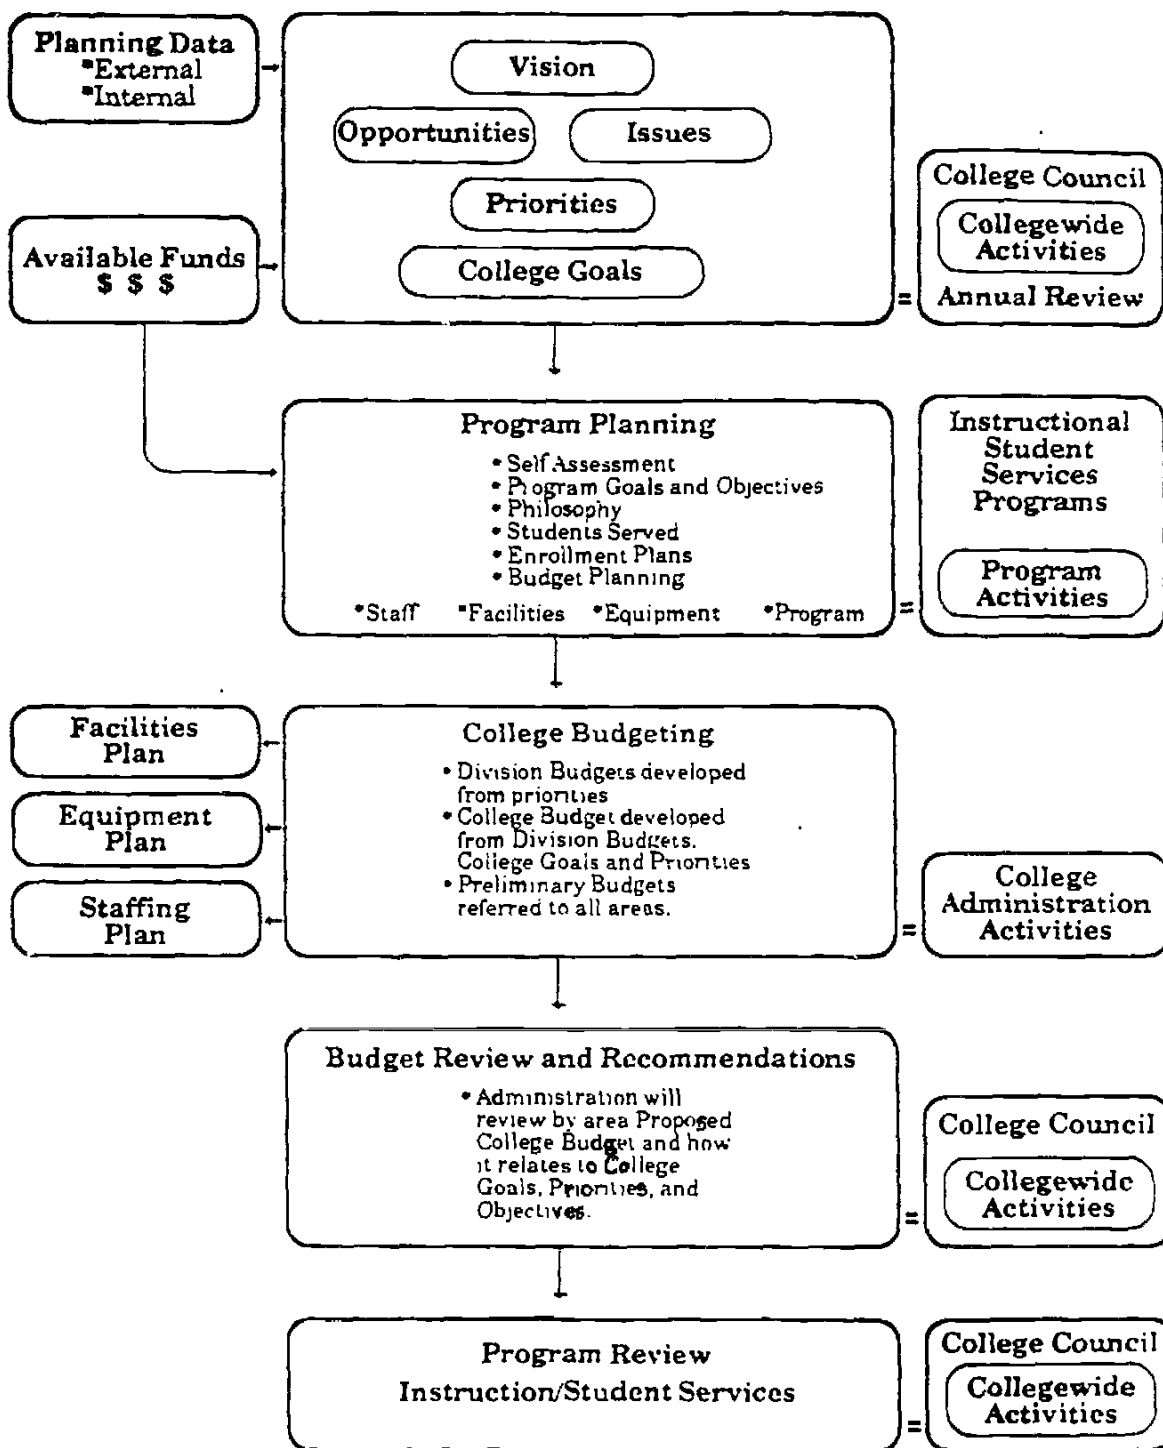 Planning Data
*External
*Internal
Vision
Opportunities
Issues
Priorities
College Goals
Available Funds
$ $ $
=
College Council
Collegewide
Activities
Annual Review
Program Planning
• Self Assessment
• Program Goals and Objectives
• Philosophy
• Students Served
• Enrollment Plans
• Budget Planning
*Staff *Facilities *Equipment *Program
=
Instructional
Student
Services
Programs
Program
Activities
Facilities
Plan
Equipment
Plan
Staffing
Plan
College Budgeting
• Division Budgets developed
from priorities
• College Budget developed
from Division Budgets.
College Goals and Priorities
• Preliminary Budgets
referred to all areas.
=
College
Administration
Activities
Budget Review and Recommendations
• Administration will
review by area Proposed
College Budget and how
it relates to College
Goals, Priorities, and
Objectives.
=
College Council
Collegewide
Activities
Program Review
Instruction/Student Services
=
College Council
Collegewide
Activities